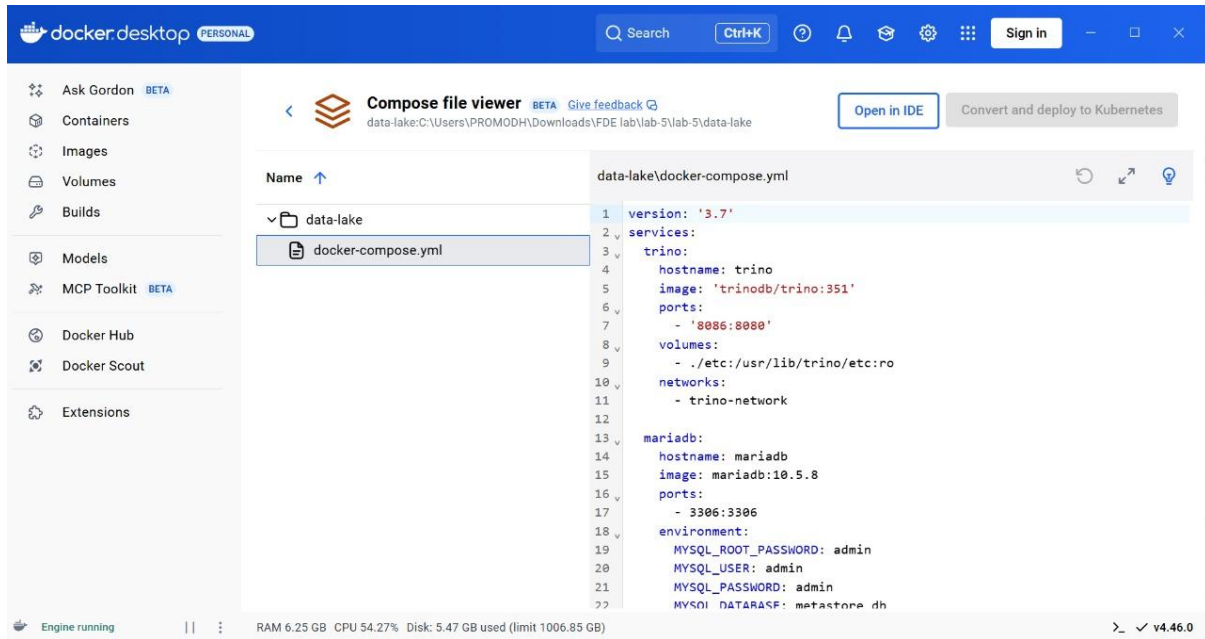 docker.desktop PERSONAL
Search Ctrl+K
Sign in
Ask Gordon BETA
Containers
Images
Volumes
Builds
Models
MCP Toolkit BETA
Docker Hub
Docker Scout
Extensions
Compose file viewer BETA Give feedback
data-lake:C:\Users\PROMODH\Downloads\FDE lab\lab-5\lab-5\data-lake
Open in IDE
Convert and deploy to Kubernetes
Name
data-lake
docker-compose.yml
data-lake\docker-compose.yml
1 version: '3.7'
2 services:
3 trino:
4 hostname: trino
5 image: 'trinodb/trino:351'
6 ports:
7 - '8086:8080'
8 volumes:
9 - ./etc:/usr/lib/trino/etc:ro
10 networks:
11 - trino-network
12
13 mariadb:
14 hostname: mariadb
15 image: mariadb:10.5.8
16 ports:
17 - 3306:3306
18 environment:
19 MYSQL_ROOT_PASSWORD: admin
20 MYSQL_USER: admin
21 MYSQL_PASSWORD: admin
22 MYSQL_DATABASE: metastore_db
Engine running
RAM 6.25 GB CPU 54.27% Disk: 5.47 GB used (limit 1006.85 GB)
v4.46.0